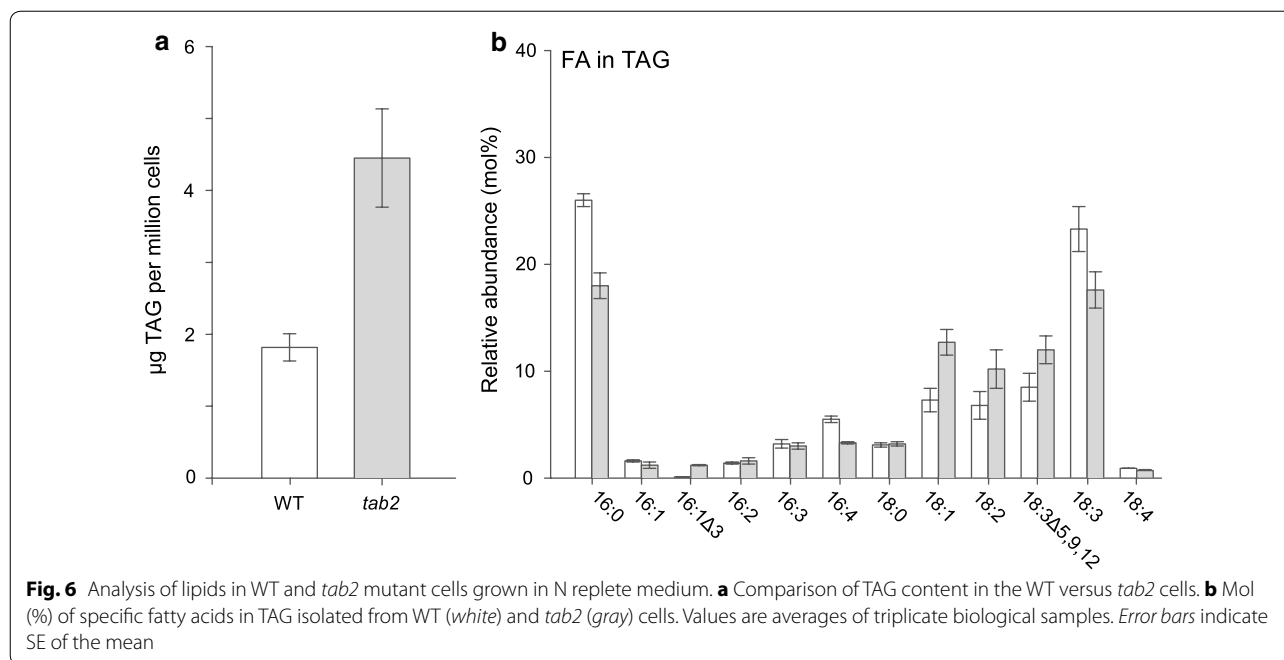 a
6
4
2
0
µg TAG per million cells
WT
tab2
b
FA in TAG
40
30
20
10
0
Relative abundance (mol%)
16:0
16:1
16:1Δ3
16:2
16:3
16:4
18:0
18:1
18:2
18:3Δ5,9,12
18:3
18:4
Fig. 6 Analysis of lipids in WT and tab2 mutant cells grown in N replete medium. a Comparison of TAG content in the WT versus tab2 cells. b Mol
(%) of specific fatty acids in TAG isolated from WT (white) and tab2 (gray) cells. Values are averages of triplicate biological samples. Error bars indicate
SE of the mean